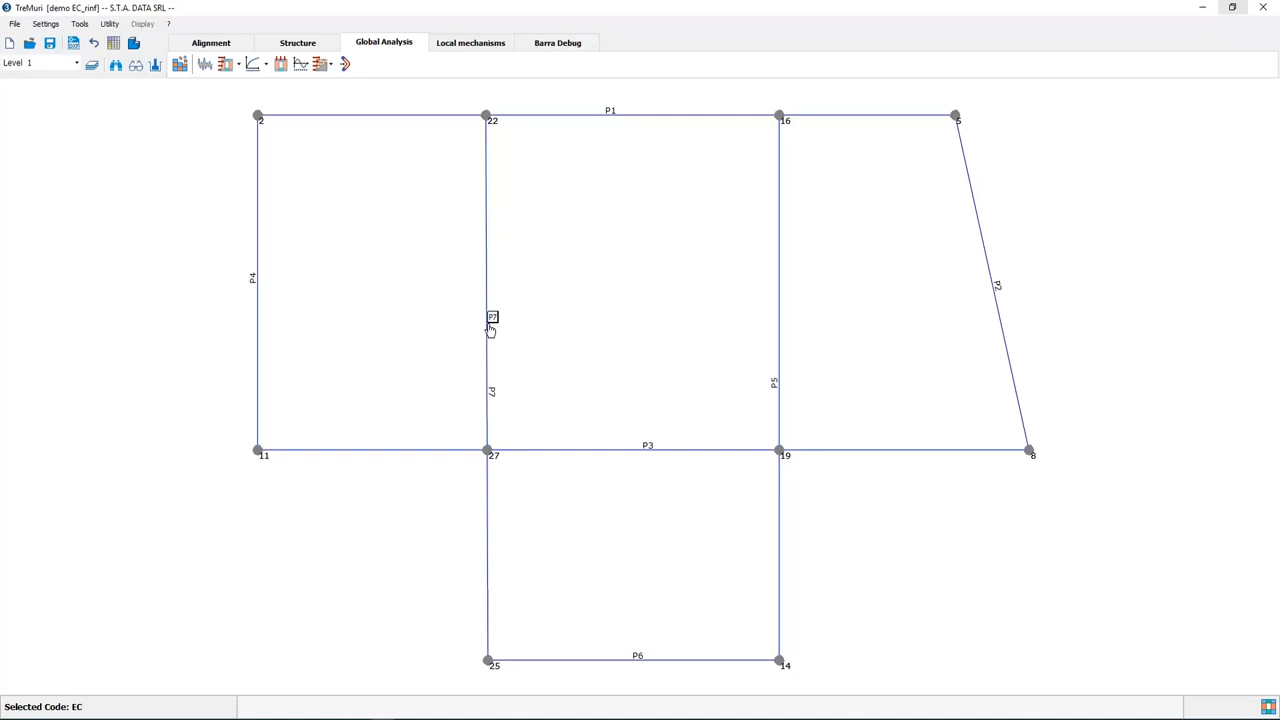 TreMuri [demo EC_rinf] -- S.T.A. DATA SRL --
File Settings Tools Utility Display ?
Alignment Structure Global Analysis Local mechanisms Barra Debug
Level 1
P1
2 22 16 5
P4
P2
P7
P5
P7
P3
11 27 19 8
P6
25 14
Selected Code: EC